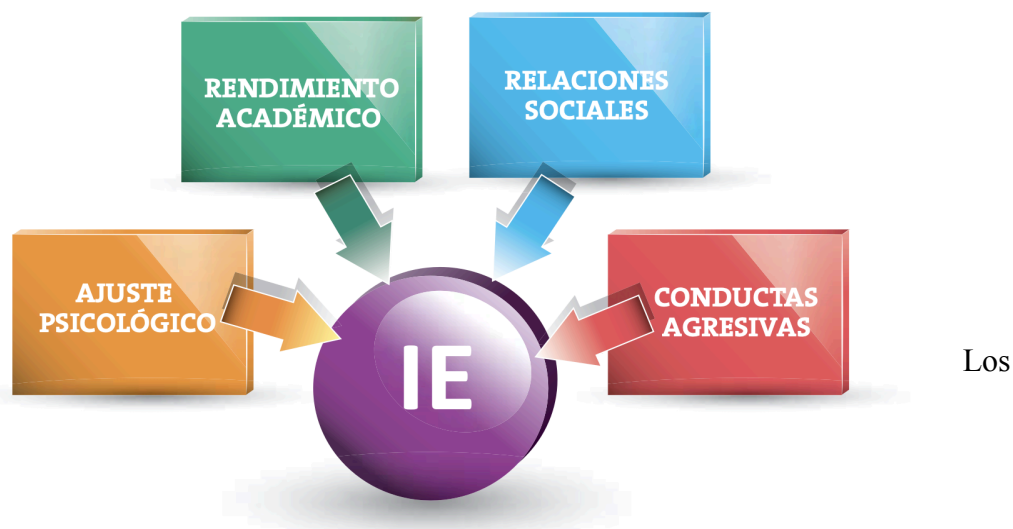 RENDIMIENTO
ACADÉMICO
RELACIONES
SOCIALES
AJUSTE
PSICOLÓGICO
CONDUCTAS
AGRESIVAS
IE
Los